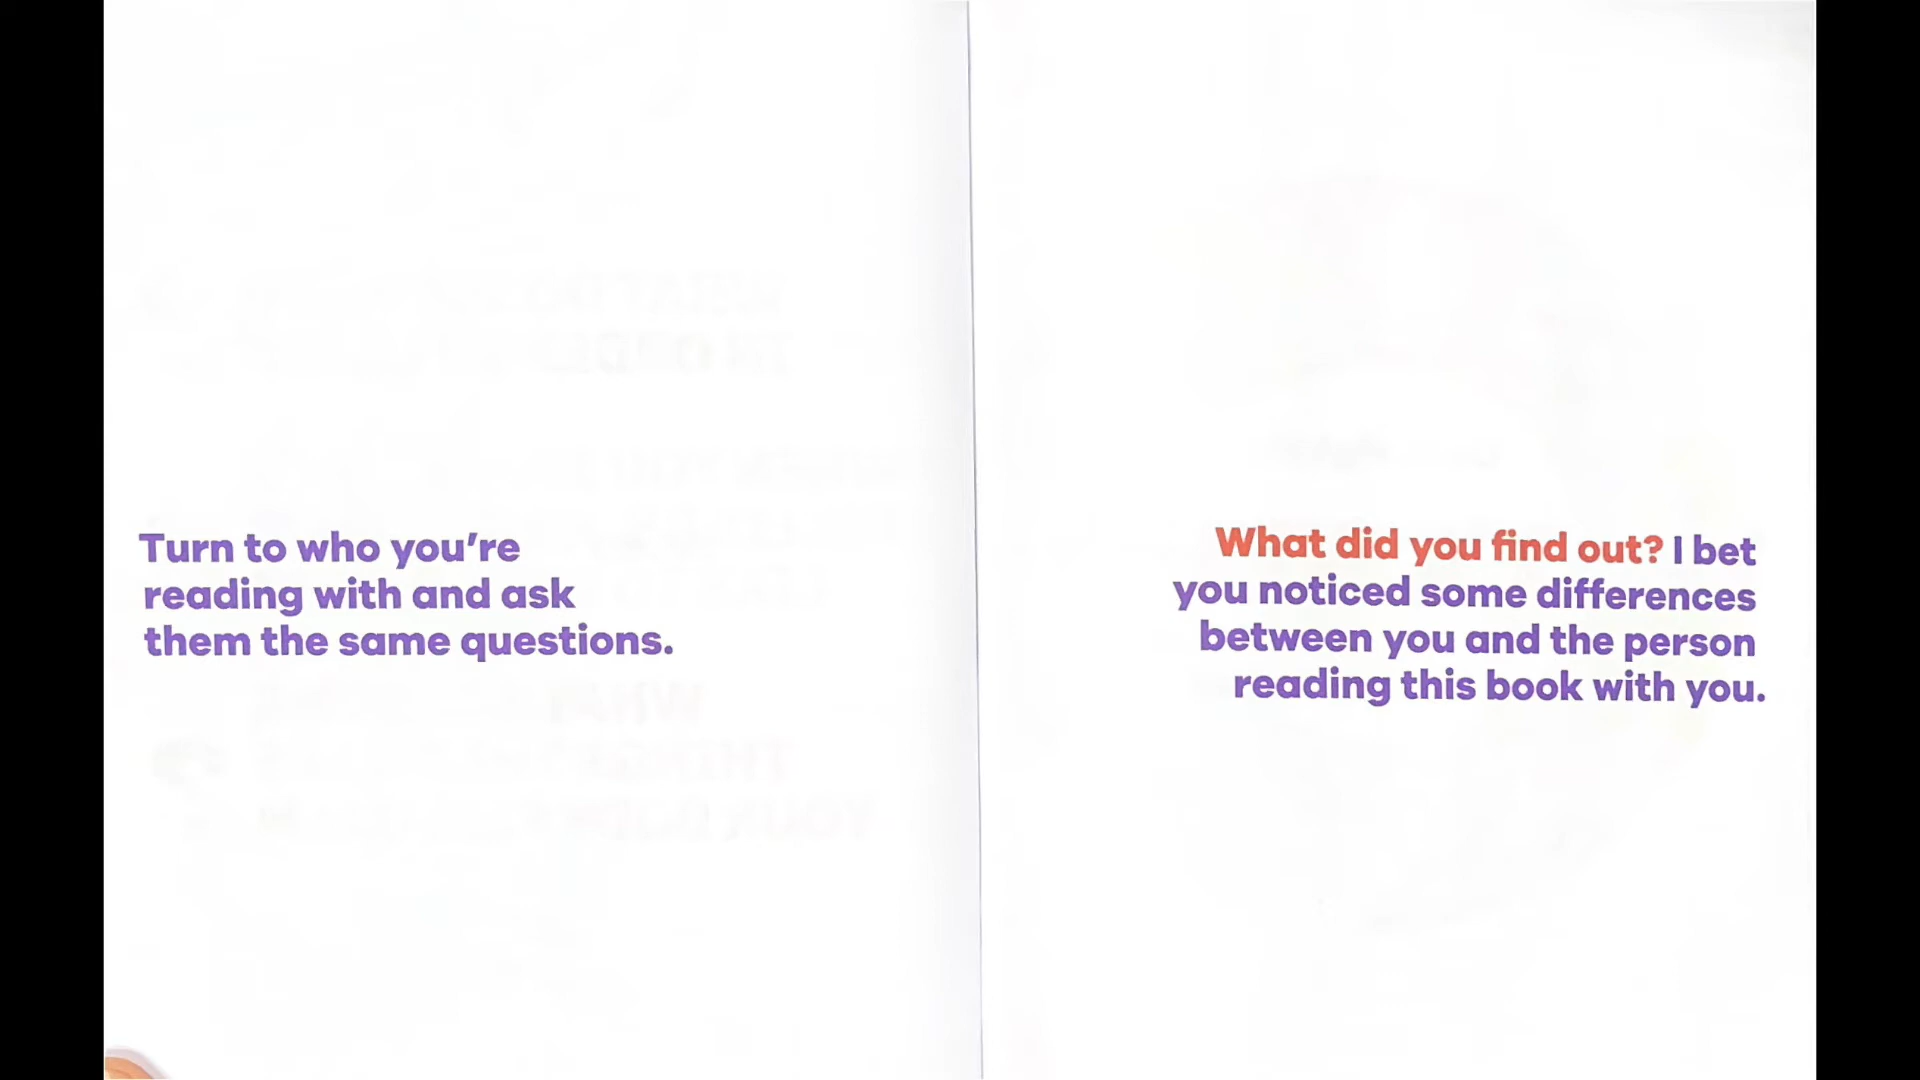 Turn to who you're
reading with and ask
them the same questions.
What did you find out? I bet
you noticed some differences
between you and the person
reading this book with you.